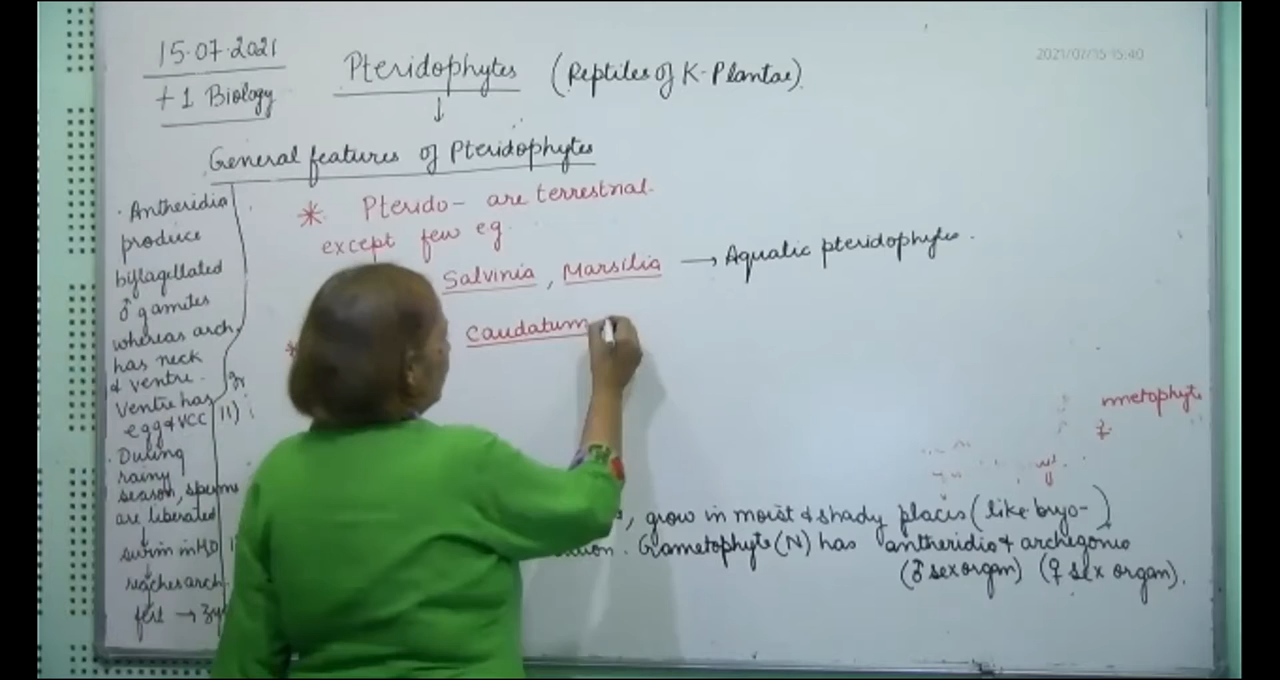 15.07.2021
+1 Biology
Pteridophytes (Reptiles of K-Plantae)
2021/07/15 15:40
↓
General features of Pteridophytes
* Pterido- are terrestrial.
except few eg.
Salvinia, Marsilia → Aquatic pteridophytes.
*
caudatum
· Antheridia
produce
biflagellated
♂ gametes
whereas arch.
has neck
& ventre.
Ventre has
egg & VCC
11)
· During
rainy
season, sperms
are liberated
↓
swim in H2O
↓
reaches arch.
fert → Zy
metophyt
♀
, grow in moist & shady places (like bryo-)
Gametophyte (N) has antheridia & archegonia
(♂ sex organ) (♀ sex organ).